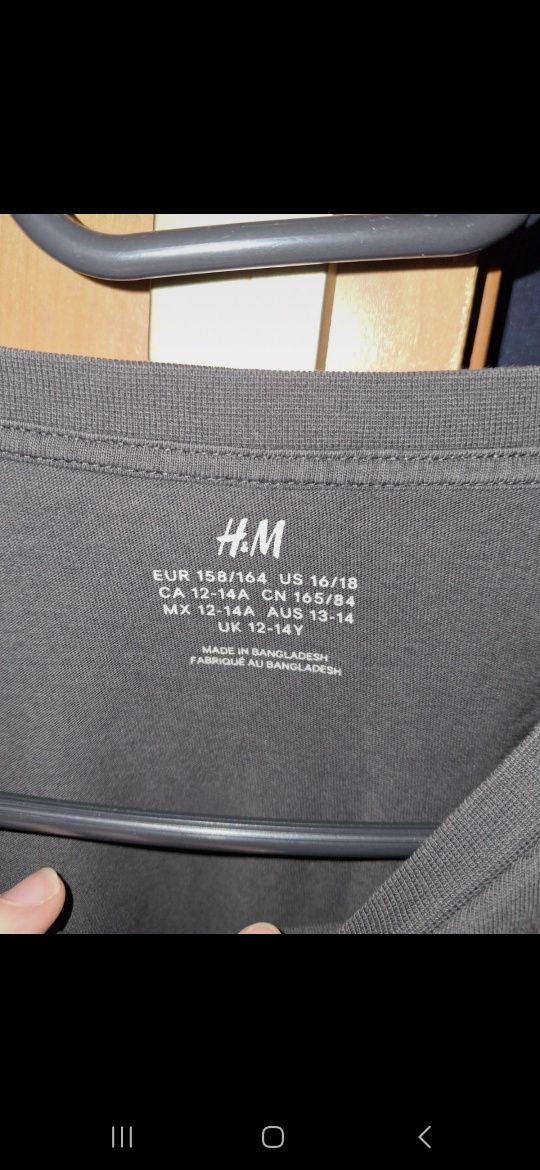 H&M
EUR 158/164 US 16/18
CA 12-14A CN 165/84
MX 12-14A AUS 13-14
UK 12-14Y
MADE IN BANGLADESH
FABRIQUÉ AU BANGLADESH